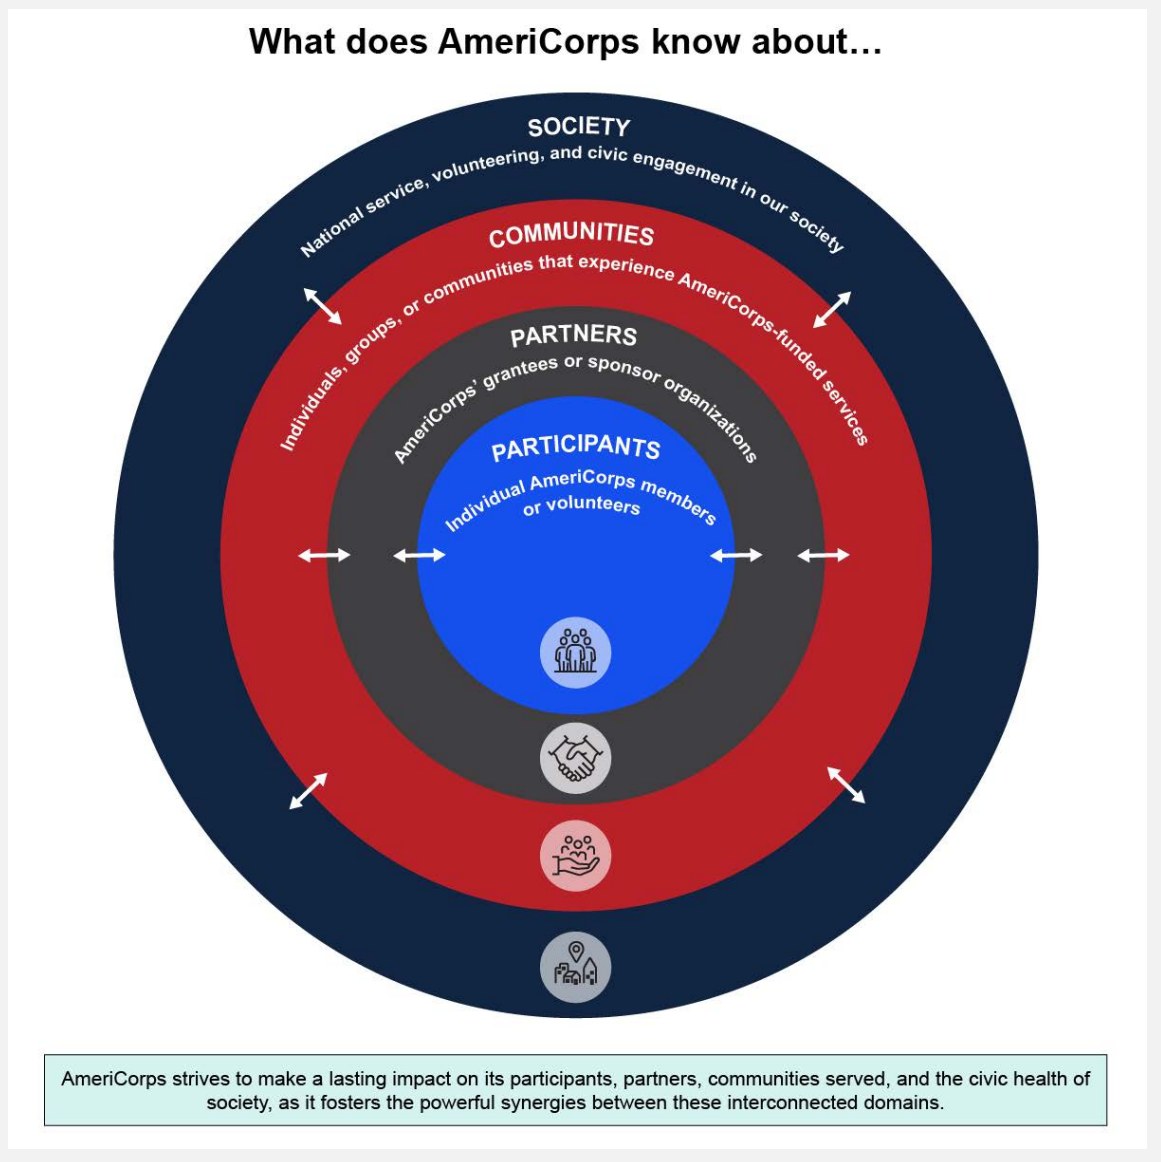 What does AmeriCorps know about…
SOCIETY
National service, volunteering, and civic engagement in our society
COMMUNITIES
Individuals, groups, or communities that experience AmeriCorps-funded services
PARTNERS
AmeriCorps’ grantees or sponsor organizations
PARTICIPANTS
Individual AmeriCorps members
or volunteers
AmeriCorps strives to make a lasting impact on its participants, partners, communities served, and the civic health of
society, as it fosters the powerful synergies between these interconnected domains.